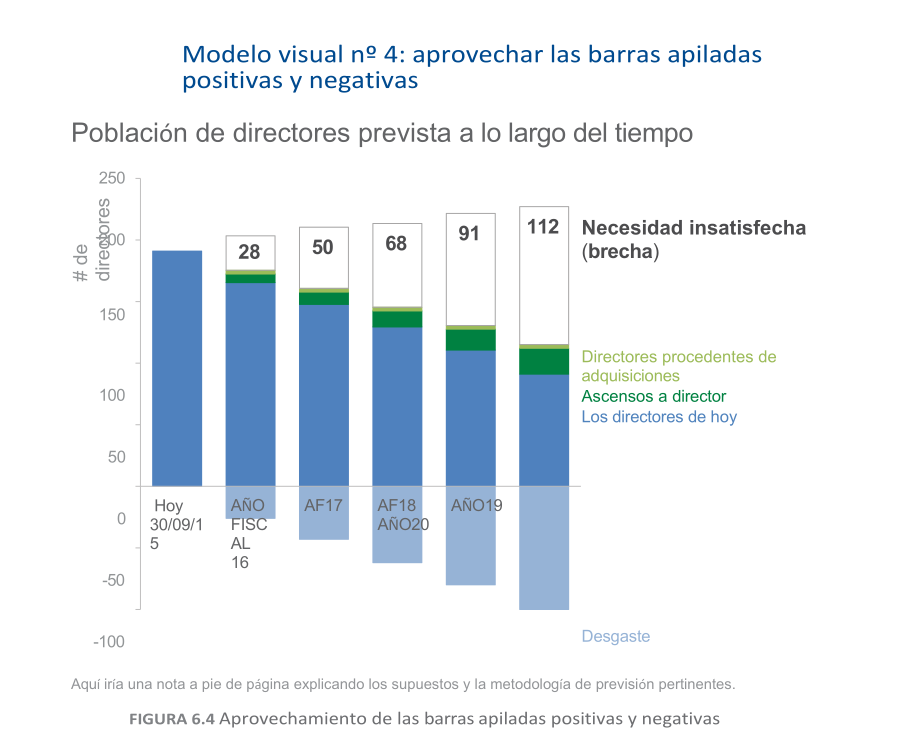 Modelo visual nº 4: aprovechar las barras apiladas
positivas y negativas
Población de directores prevista a lo largo del tiempo
# de
directores
250
200
150
100
50
0
-50
-100
28
50
68
91
112
Necesidad insatisfecha
(brecha)
Directores procedentes de
adquisiciones
Ascensos a director
Los directores de hoy
Hoy
30/09/1
5
AÑO
FISC
AL
16
AF17
AF18
AÑO20
AÑO19
Desgaste
Aquí iría una nota a pie de página explicando los supuestos y la metodología de previsión pertinentes.
FIGURA 6.4 Aprovechamiento de las barras apiladas positivas y negativas